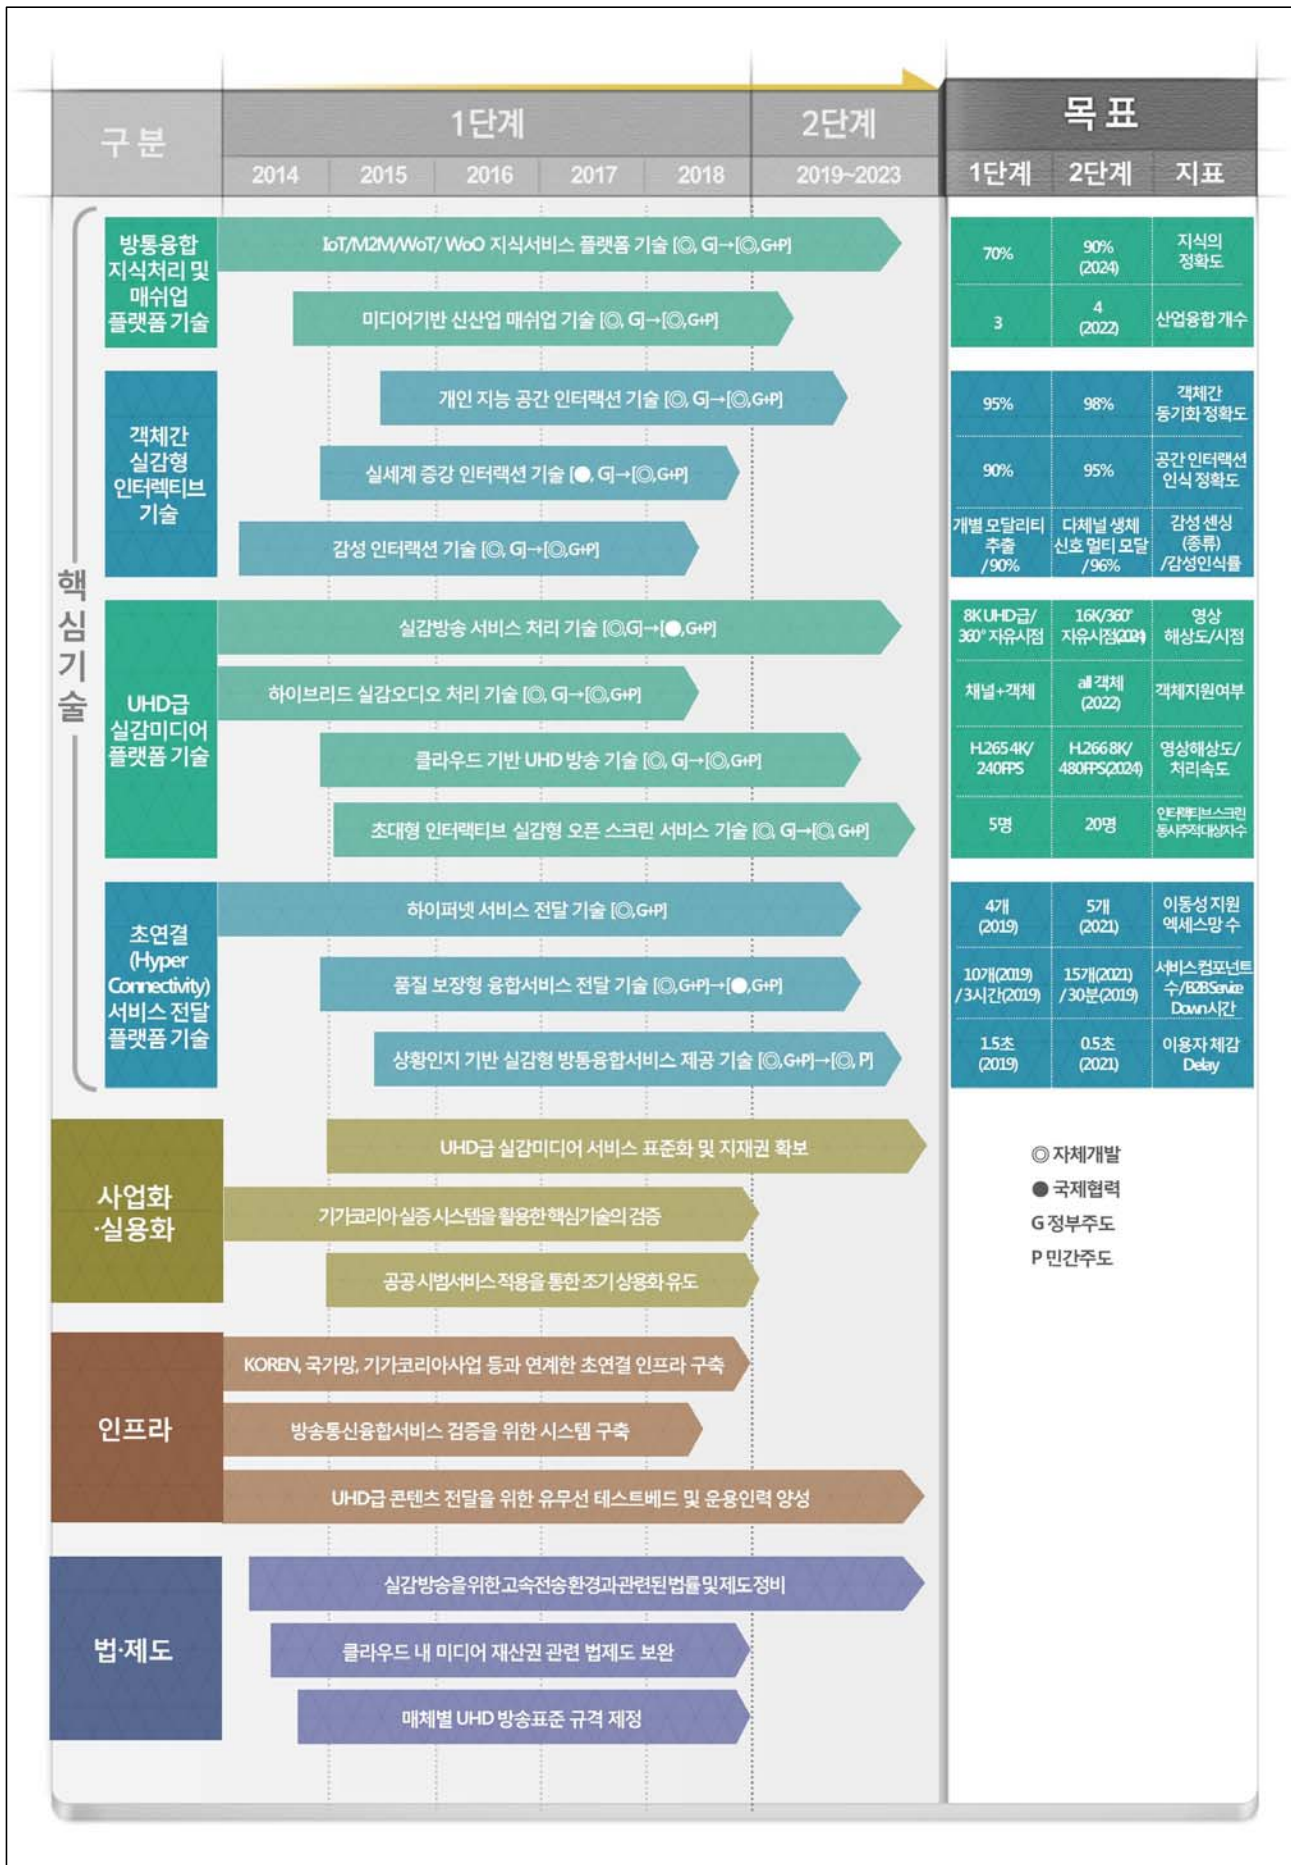 구분
1단계
2단계
목표
2014
2015
2016
2017
2018
2019~2023
1단계
2단계
지표
핵심기술
방통융합
지식처리 및
매쉬업
플랫폼 기술
IoT/M2M/WoT/ WoO 지식서비스 플랫폼 기술 [◎, G]→[◎,G+P]
70%
90%
(2024)
지식의
정확도
미디어기반 신산업 매쉬업 기술 [◎, G]→[◎,G+P]
3
4
(2022)
산업융합 개수
객체간
실감형
인터렉티브
기술
개인 지능 공간 인터랙션 기술 [◎, G]→[◎,G+P]
95%
98%
객체간
동기화 정확도
실세계 증강 인터랙션 기술 [●, G]→[◎,G+P]
90%
95%
공간 인터랙션
인식 정확도
감성 인터랙션 기술 [◎, G]→[◎,G+P]
개별 모달리티
추출
/90%
다체널 생체
신호 멀티 모달
/96%
감성 센싱
(종류)
/감성인식률
UHD급
실감미디어
플랫폼 기술
실감방송 서비스 처리 기술 [◎,G]→[●,G+P]
8K UHD급/
360° 자유시점
16K/360°
자유시점(2024)
영상
해상도/시점
하이브리드 실감오디오 처리 기술 [◎, G]→[◎,G+P]
채널+객체
all 객체
(2022)
객체지원여부
클라우드 기반 UHD 방송 기술 [◎, G]→[◎,G+P]
H.265 4K/
240FPS
H.266 8K/
480FPS(2024)
영상해상도/
처리속도
초대형 인터랙티브 실감형 오픈 스크린 서비스 기술 [◎, G]→[◎, G+P]
5명
20명
인터랙티브스크린
동시추적대상자수
초연결
(Hyper
Connectivity)
서비스 전달
플랫폼 기술
하이퍼넷 서비스 전달 기술 [◎,G+P]
4개
(2019)
5개
(2021)
이동성 지원
엑세스망 수
품질 보장형 융합서비스 전달 기술 [◎,G+P]→[●,G+P]
10개(2019)
/3시간(2019)
15개(2021)
/30분(2019)
서비스 컴포넌트
수/B2B Service
Down시간
상황인지 기반 실감형 방통융합서비스 제공 기술 [◎,G+P]→[◎, P]
1.5초
(2019)
0.5초
(2021)
이용자 체감
Delay
사업화
·실용화
UHD급 실감미디어 서비스 표준화 및 지재권 확보
기가코리아 실증 시스템을 활용한 핵심기술의 검증
공공 시범서비스 적용을 통한 조기 상용화 유도
◎ 자체개발
● 국제협력
G 정부주도
P 민간주도
인프라
KOREN, 국가망, 기가코리아사업 등과 연계한 초연결 인프라 구축
방송통신융합서비스 검증을 위한 시스템 구축
UHD급 콘텐츠 전달을 위한 유무선 테스트베드 및 운용인력 양성
법·제도
실감방송을위한고속전송환경과관련된법률및제도정비
클라우드 내 미디어 재산권 관련 법제도 보완
매체별 UHD 방송표준 규격 제정